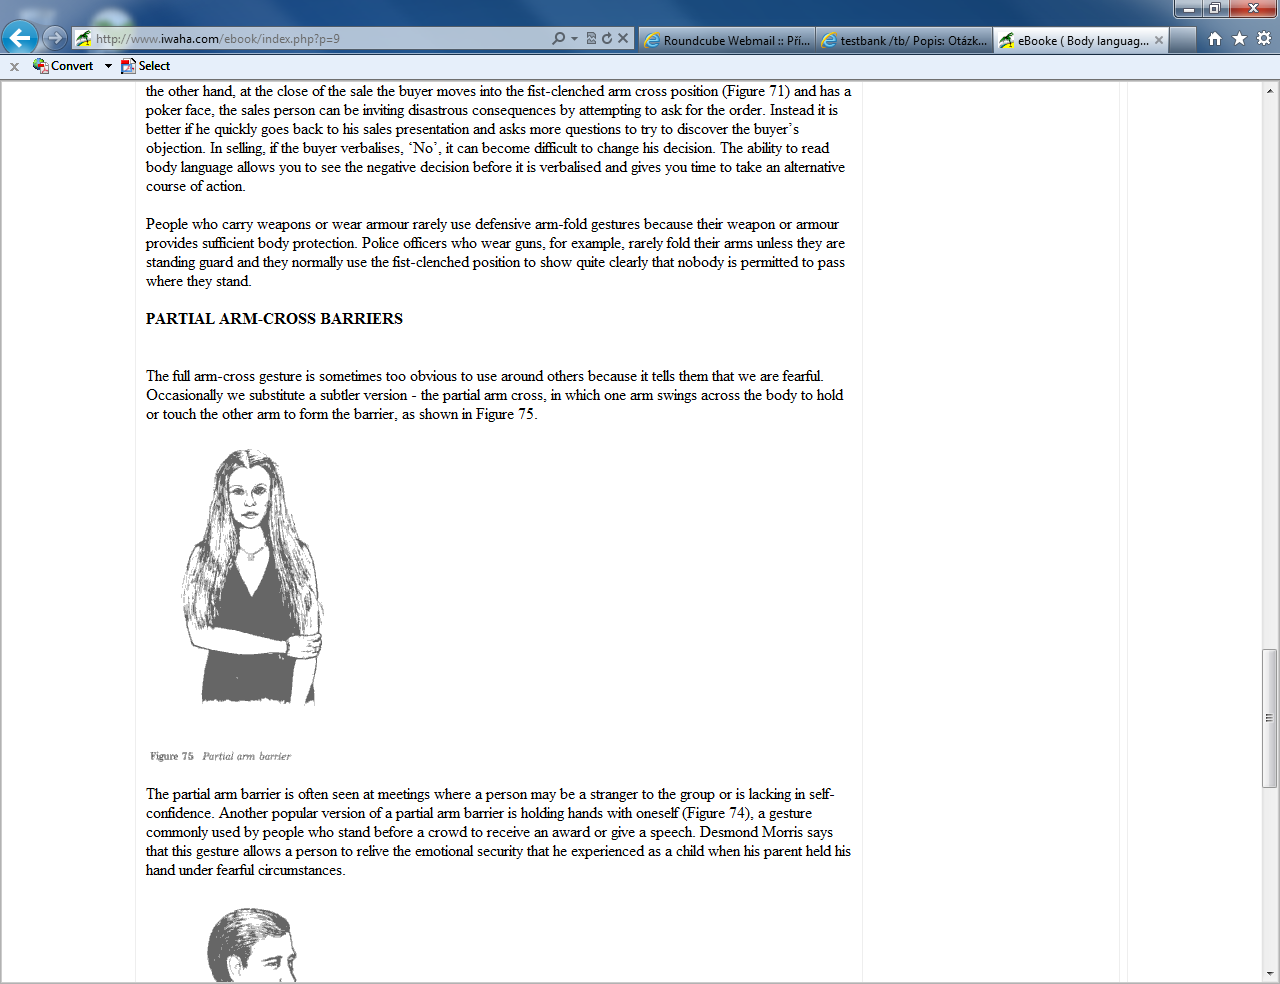 http://www.iwaha.com/ebook/index.php?p=9
Roundcube Webmail :: Pří...
testbank /tb/ Popis: Otázk...
eBooke ( Body languag...
x Convert Select
the other hand, at the close of the sale the buyer moves into the fist-clenched arm cross position (Figure 71) and has a
poker face, the sales person can be inviting disastrous consequences by attempting to ask for the order. Instead it is
better if he quickly goes back to his sales presentation and asks more questions to try to discover the buyer’s
objection. In selling, if the buyer verbalises, ‘No’, it can become difficult to change his decision. The ability to read
body language allows you to see the negative decision before it is verbalised and gives you time to take an alternative
course of action.
People who carry weapons or wear armour rarely use defensive arm-fold gestures because their weapon or armour
provides sufficient body protection. Police officers who wear guns, for example, rarely fold their arms unless they are
standing guard and they normally use the fist-clenched position to show quite clearly that nobody is permitted to pass
where they stand.
PARTIAL ARM-CROSS BARRIERS
The full arm-cross gesture is sometimes too obvious to use around others because it tells them that we are fearful.
Occasionally we substitute a subtler version - the partial arm cross, in which one arm swings across the body to hold
or touch the other arm to form the barrier, as shown in Figure 75.
Figure 75 Partial arm barrier
The partial arm barrier is often seen at meetings where a person may be a stranger to the group or is lacking in self-
confidence. Another popular version of a partial arm barrier is holding hands with oneself (Figure 74), a gesture
commonly used by people who stand before a crowd to receive an award or give a speech. Desmond Morris says
that this gesture allows a person to relive the emotional security that he experienced as a child when his parent held his
hand under fearful circumstances.